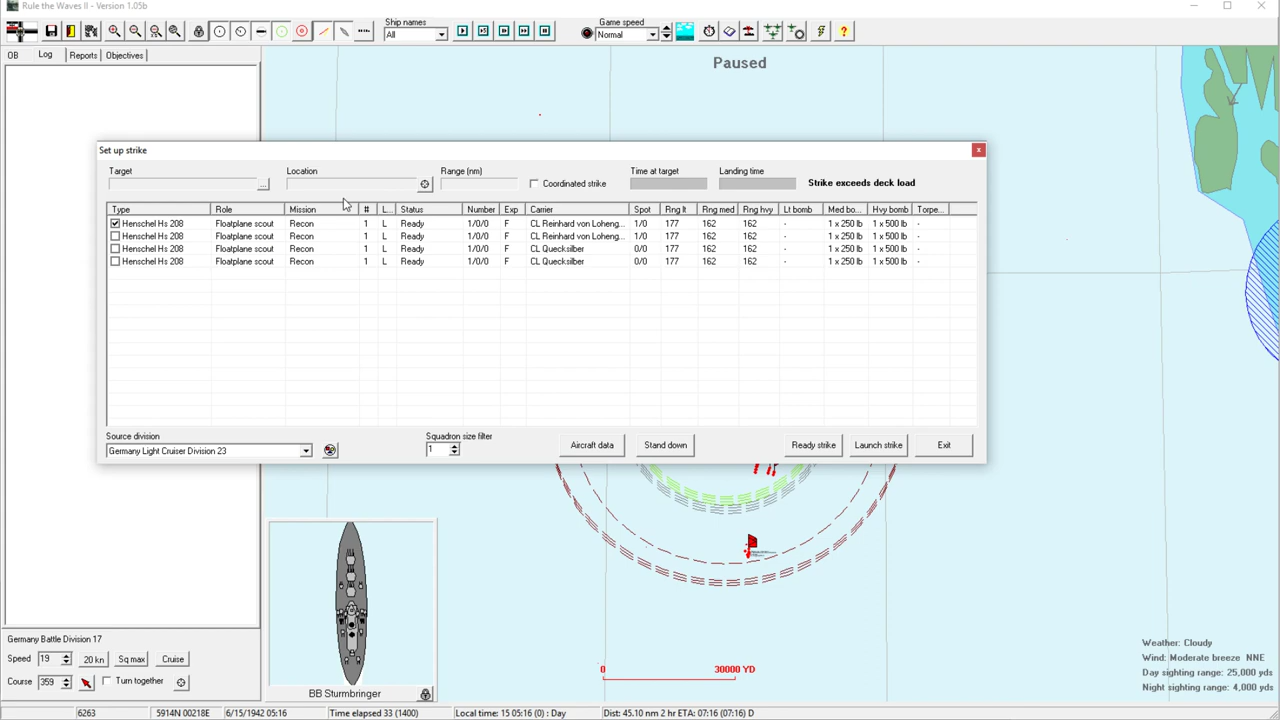 Rule the Waves II - Version 1.05b
Ship names
All
Game speed
Normal
OB Log Reports Objectives
Paused
Set up strike
Target Location Range (nm) Coordinated strike Time at target Landing time Strike exceeds deck load
Type Role Mission # L... Status Number Exp Carrier Spot Rng lt Rng med Rng hvy Lt bomb Med bo... Hvy bomb Torpe...
Henschel Hs 208 Floatplane scout Recon 1 L Ready 1/0/0 F CL Reinhard von Loheng... 1/0 177 162 162 - 1 x 250 lb 1 x 500 lb -
Henschel Hs 208 Floatplane scout Recon 1 L Ready 1/0/0 F CL Reinhard von Loheng... 1/0 177 162 162 - 1 x 250 lb 1 x 500 lb -
Henschel Hs 208 Floatplane scout Recon 1 L Ready 1/0/0 F CL Quecksilber 0/0 177 162 162 - 1 x 250 lb 1 x 500 lb -
Henschel Hs 208 Floatplane scout Recon 1 L Ready 1/0/0 F CL Quecksilber 0/0 177 162 162 - 1 x 250 lb 1 x 500 lb -
Source division
Germany Light Cruiser Division 23
Squadron size filter
1
Aircraft data Stand down Ready strike Launch strike Exit
Germany Battle Division 17
Speed 19 20 kn Sq max Cruise
Course 359 Turn together
BB Sturmbringer
0 30000 YD
Weather: Cloudy
Wind: Moderate breeze NNE
Day sighting range: 25,000 yds
Night sighting range: 4,000 yds
6263 5914N 00218E 6/15/1942 05:16 Time elapsed 33 (1400) Local time: 15 05:16 (0) : Day Dist: 45.10 nm 2 hr ETA: 07:16 (07:16) D